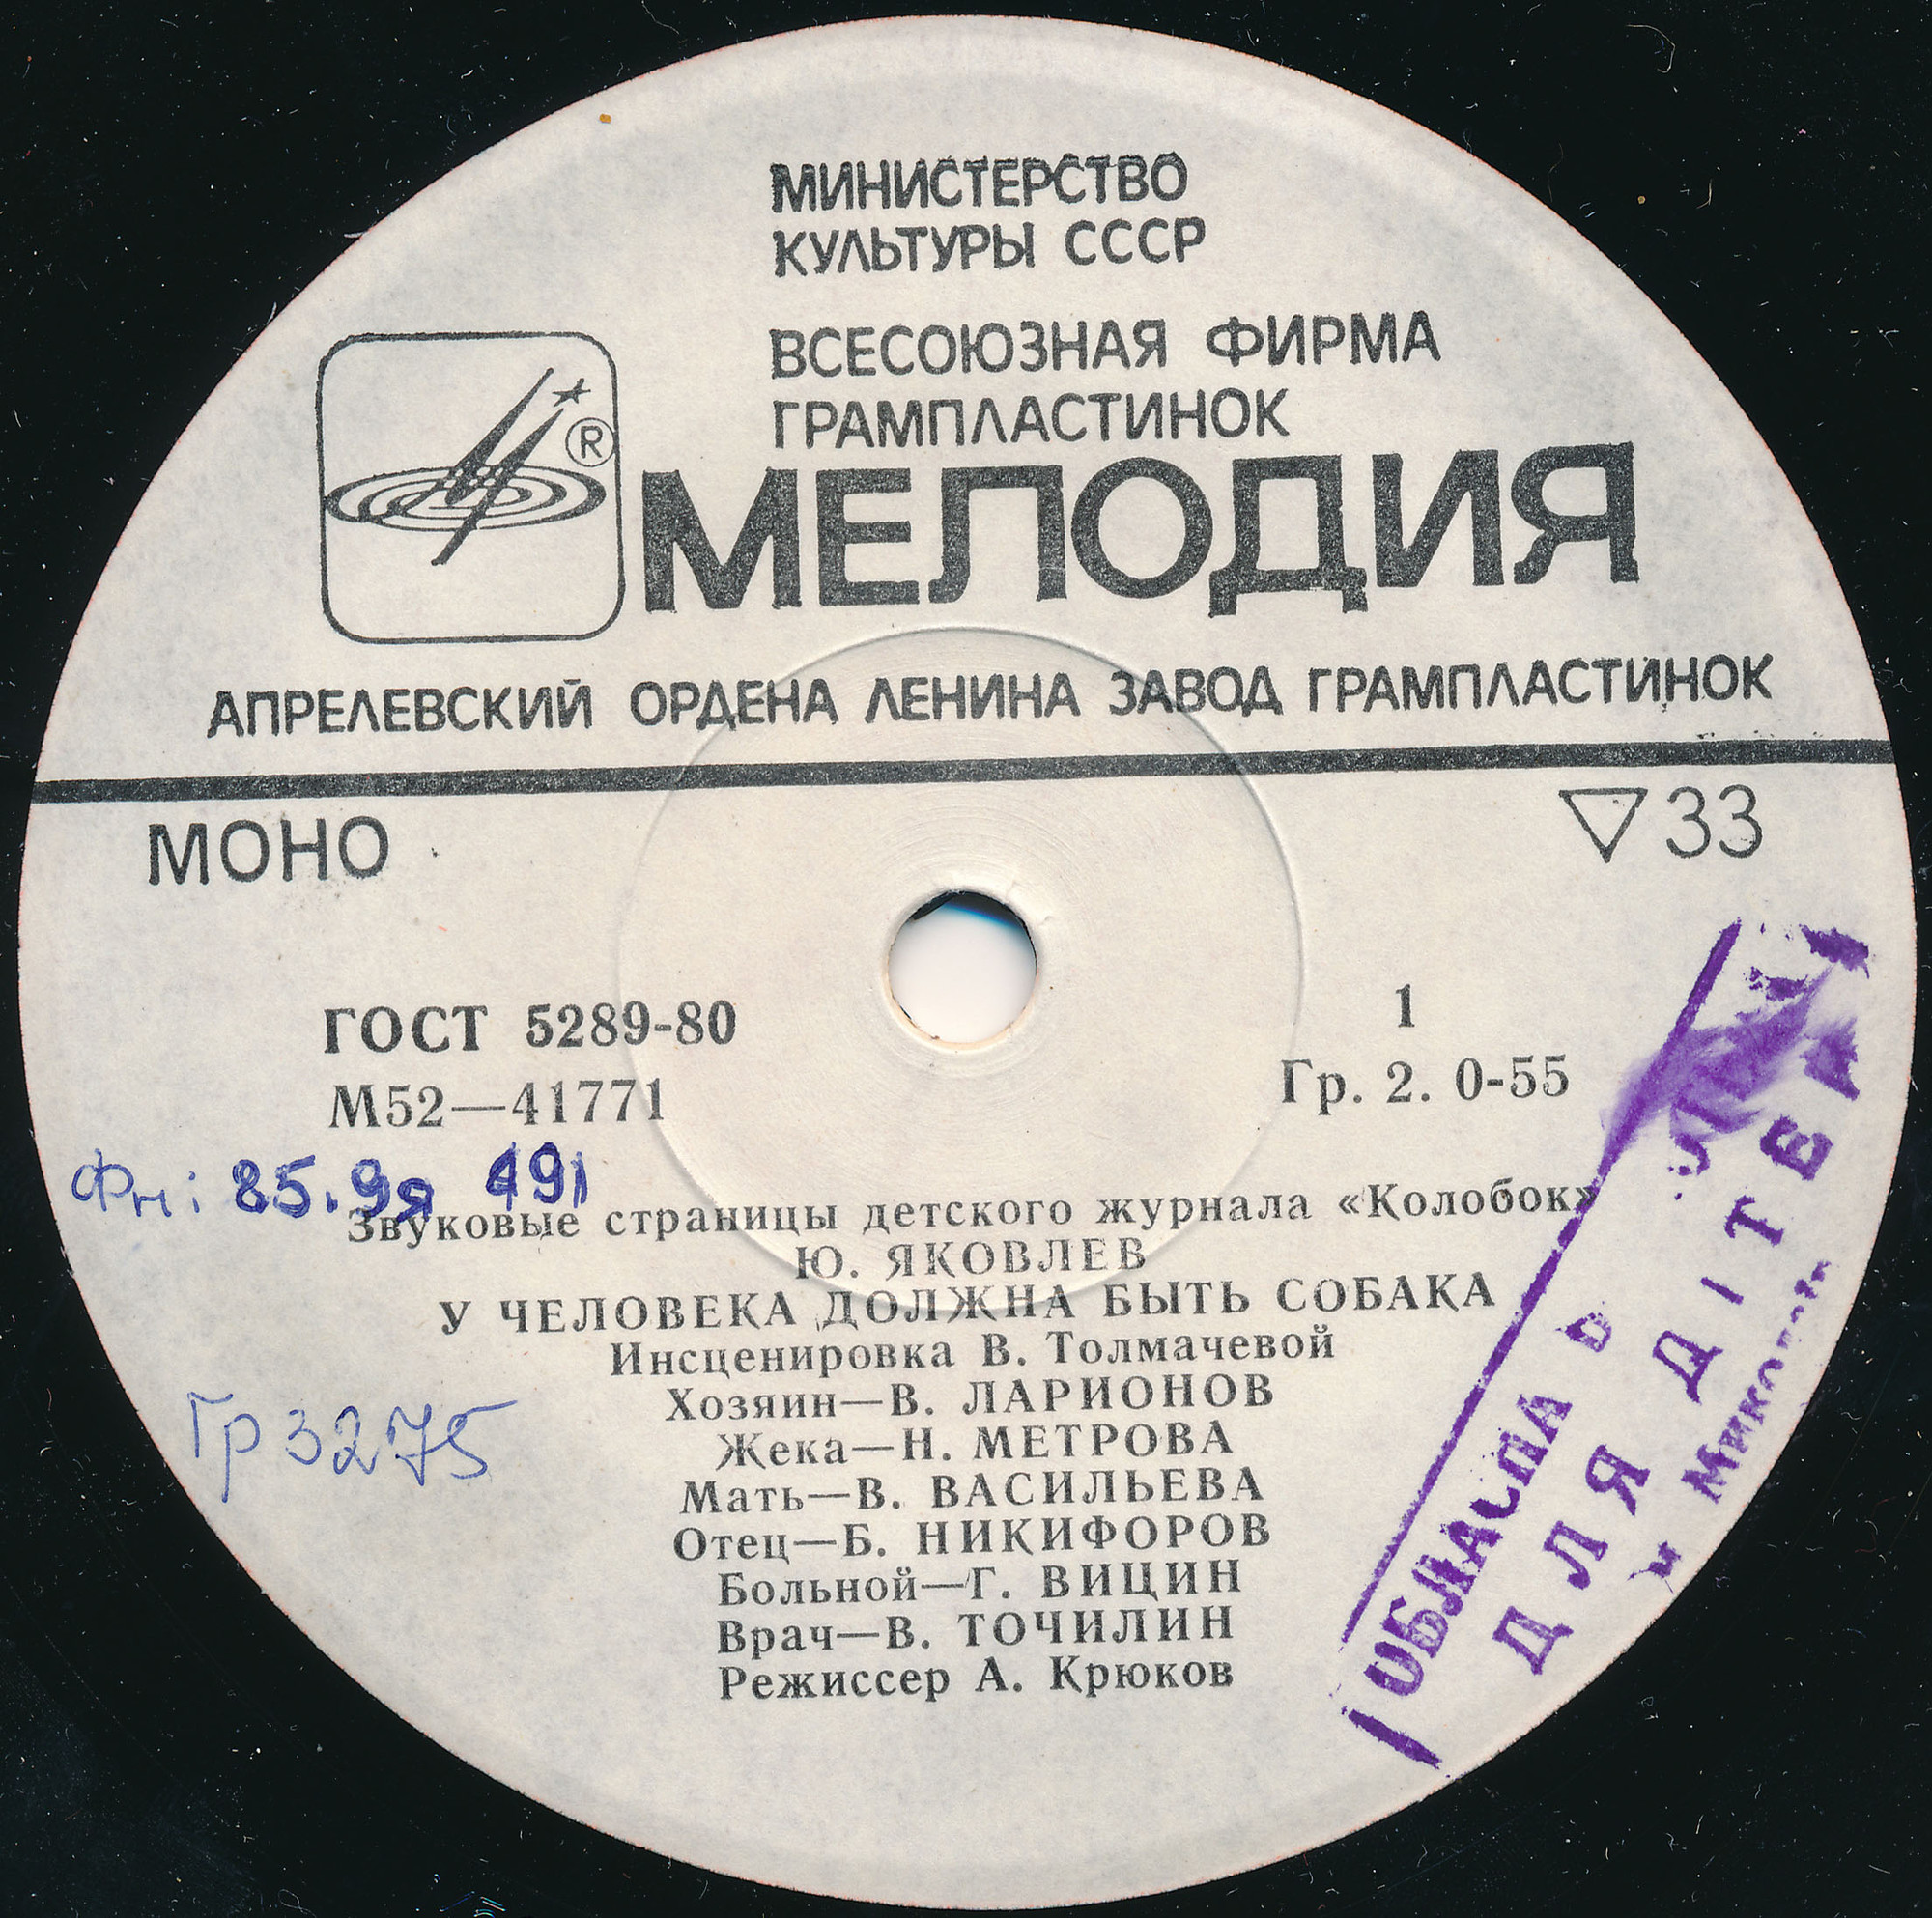 МИНИСТЕРСТВО
КУЛЬТУРЫ СССР
ВСЕСОЮЗНАЯ ФИРМА
ГРАМПЛАСТИНОК
®
МЕЛОДИЯ
АПРЕЛЕВСКИЙ ОРДЕНА ЛЕНИНА ЗАВОД ГРАМПЛАСТИНОК
МОНО
▽ 33
ГОСТ 5289-80
1
М52—41771
Гр. 2. 0-55
Фн: 85.9я 491
Звуковые страницы детского журнала «Колобок»
Ю. ЯКОВЛЕВ
У ЧЕЛОВЕКА ДОЛЖНА БЫТЬ СОБАКА
Инсценировка В. Толмачевой
Хозяин—В. ЛАРИОНОВ
Жека—Н. МЕТРОВА
Мать—В. ВАСИЛЬЕВА
Отец—Б. НИКИФОРОВ
Больной—Г. ВИЦИН
Врач—В. ТОЧИЛИН
Режиссер А. Крюков
Гр 3275
ДЛЯ ДІТЕЙ